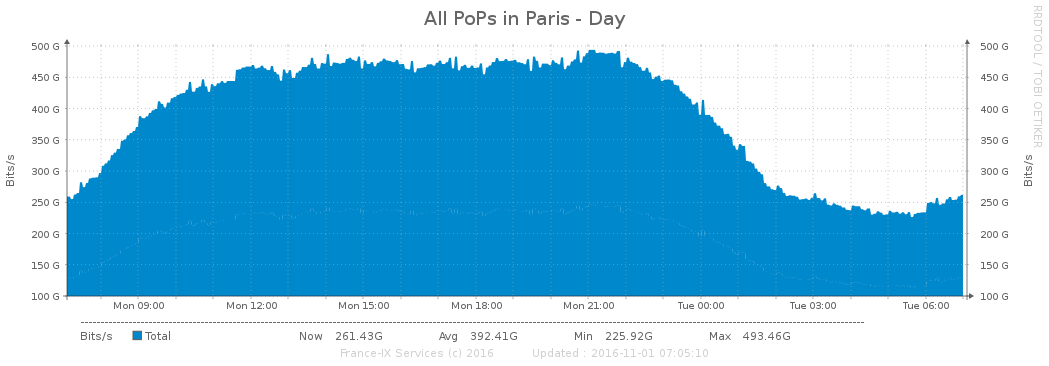 All PoPs in Paris - Day
RRDTOOL / TOBI OETIKER
Bits/s
500 G
450 G
400 G
350 G
300 G
250 G
200 G
150 G
100 G
500 G
450 G
400 G
350 G
300 G
250 G
200 G
150 G
100 G
Bits/s
Mon 09:00 Mon 12:00 Mon 15:00 Mon 18:00 Mon 21:00 Tue 00:00 Tue 03:00 Tue 06:00
Bits/s Total Now 261.43G Avg 392.41G Min 225.92G Max 493.46G
France-IX Services (c) 2016 Updated : 2016-11-01 07:05:10